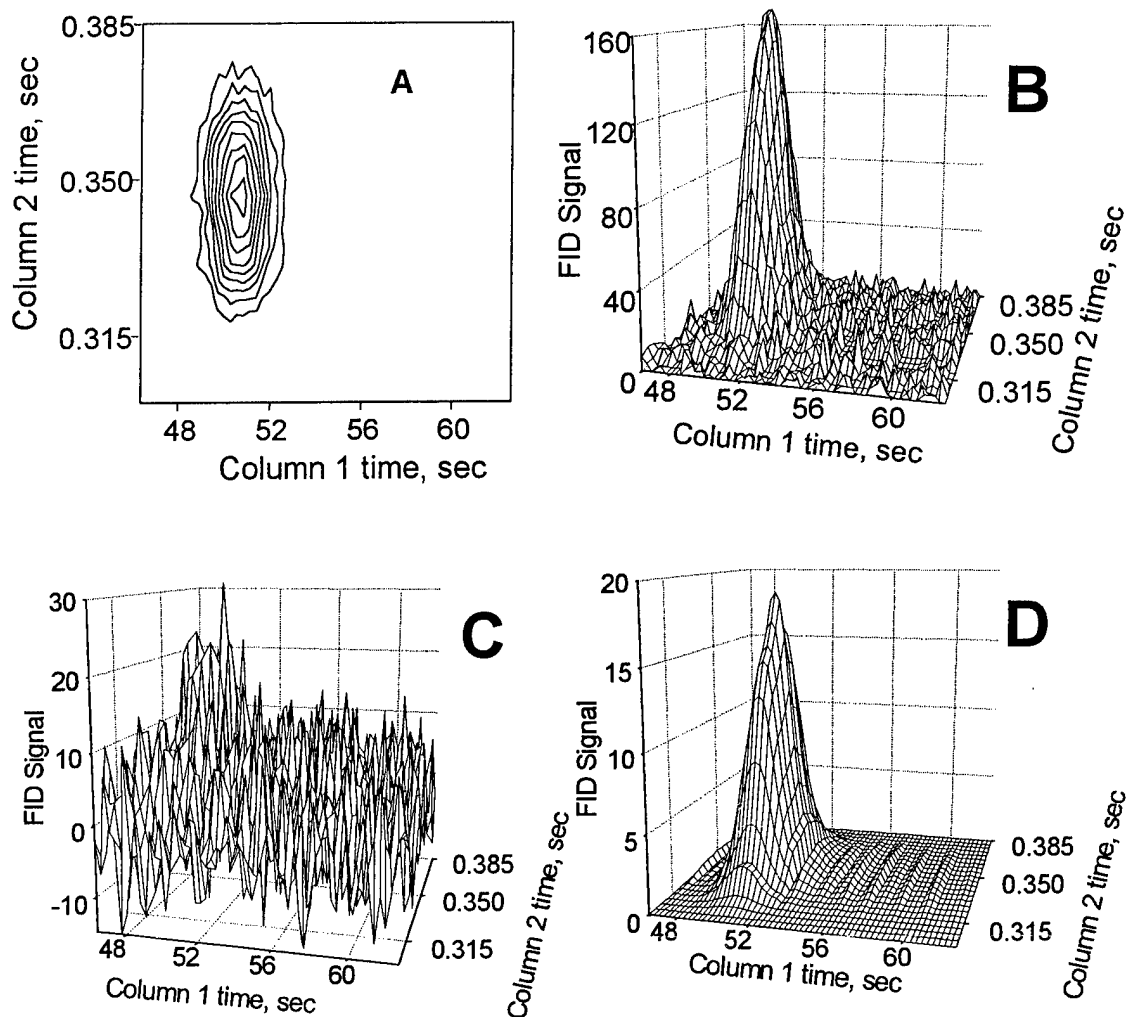 0.385
0.350
0.315
Column 2 time, sec
A
48 52 56 60
Column 1 time, sec
160
120
80
40
0
FID Signal
B
48 52 56 60
Column 1 time, sec
0.385
0.350
0.315
Column 2 time, sec
30
20
10
0
-10
FID Signal
C
48 52 56 60
Column 1 time, sec
0.385
0.350
0.315
Column 2 time, sec
20
15
10
5
0
FID Signal
D
48 52 56 60
Column 1 time, sec
0.385
0.350
0.315
Column 2 time, sec